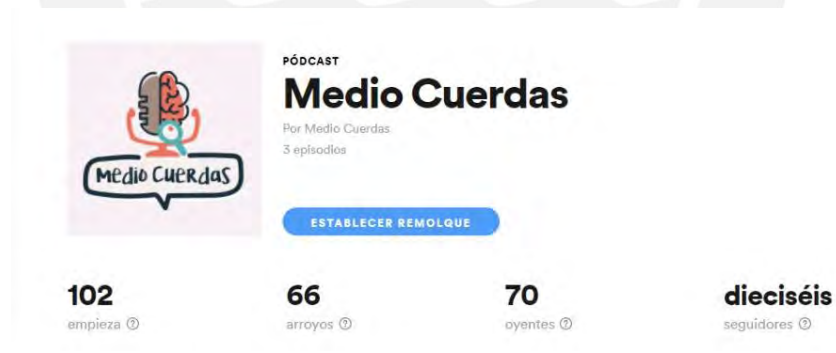 PÓDCAST
Medio Cuerdas
Por Medio Cuerdas
3 episodios
MEDIO CUERDAS
ESTABLECER REMOLQUE
102 66 70 dieciséis
empieza ? arroyos ? oyentes ? seguidores ?